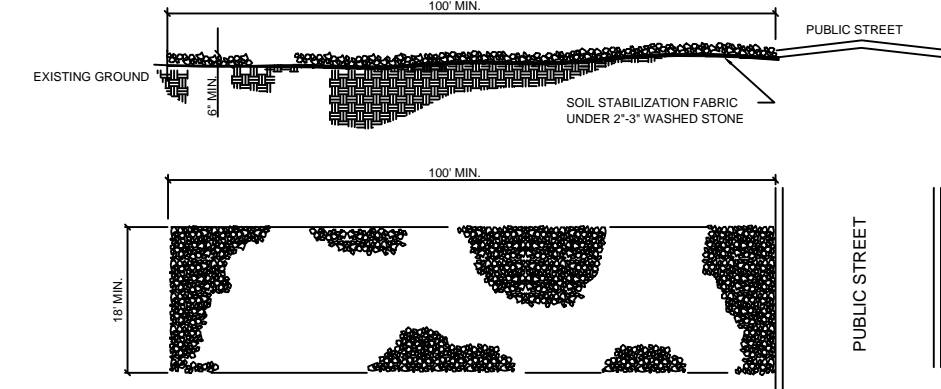 100' MIN.
PUBLIC STREET
EXISTING GROUND
6" MIN.
SOIL STABILIZATION FABRIC
UNDER 2"-3" WASHED STONE
100' MIN.
18' MIN.
PUBLIC STREET